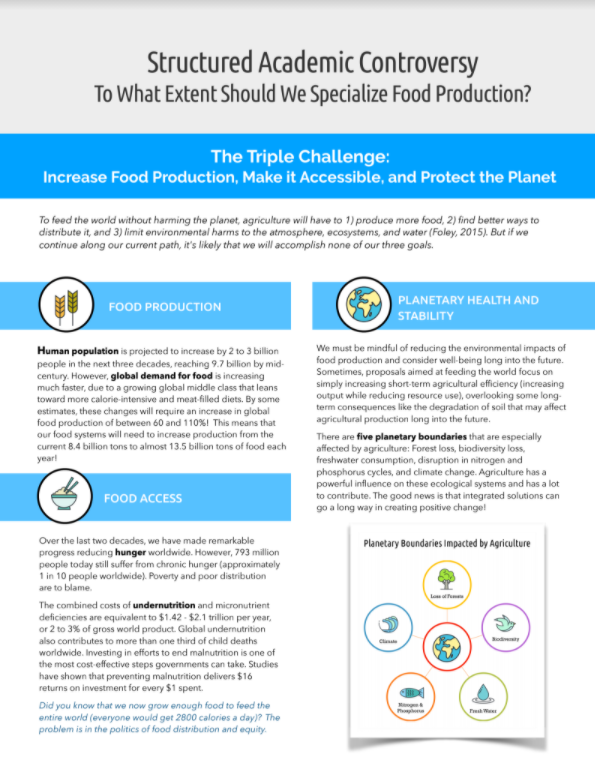 Structured Academic Controversy
To What Extent Should We Specialize Food Production?
The Triple Challenge:
Increase Food Production, Make it Accessible, and Protect the Planet
To feed the world without harming the planet, agriculture will have to 1) produce more food, 2) find better ways to
distribute it, and 3) limit environmental harms to the atmosphere, ecosystems, and water (Foley, 2015). But if we
continue along our current path, it's likely that we will accomplish none of our three goals.
FOOD PRODUCTION
Human population is projected to increase by 2 to 3 billion
people in the next three decades, reaching 9.7 billion by mid-
century. However, global demand for food is increasing
much faster, due to a growing global middle class that leans
toward more calorie-intensive and meat-filled diets. By some
estimates, these changes will require an increase in global
food production of between 60 and 110%! This means that
our food systems will need to increase production from the
current 8.4 billion tons to almost 13.5 billion tons of food each
year!
FOOD ACCESS
Over the last two decades, we have made remarkable
progress reducing hunger worldwide. However, 793 million
people today still suffer from chronic hunger (approximately
1 in 10 people worldwide). Poverty and poor distribution
are to blame.
The combined costs of undernutrition and micronutrient
deficiencies are equivalent to $1.42 - $2.1 trillion per year,
or 2 to 3% of gross world product. Global undernutrition
also contributes to more than one third of child deaths
worldwide. Investing in efforts to end malnutrition is one of
the most cost-effective steps governments can take. Studies
have shown that preventing malnutrition delivers $16
returns on investment for every $1 spent.
Did you know that we now grow enough food to feed the
entire world (everyone would get 2800 calories a day)? The
problem is in the politics of food distribution and equity.
PLANETARY HEALTH AND
STABILITY
We must be mindful of reducing the environmental impacts of
food production and consider well-being long into the future.
Sometimes, proposals aimed at feeding the world focus on
simply increasing short-term agricultural efficiency (increasing
output while reducing resource use), overlooking some long-
term consequences like the degradation of soil that may affect
agricultural production long into the future.
There are five planetary boundaries that are especially
affected by agriculture: Forest loss, biodiversity loss,
freshwater consumption, disruption in nitrogen and
phosphorus cycles, and climate change. Agriculture has a
powerful influence on these ecological systems and has a lot
to contribute. The good news is that integrated solutions can
go a long way in creating positive change!
Planetary Boundaries Impacted by Agriculture
Loss of Forests
Climate
Biodiversity
Nitrogen &
Phosphorus
Fresh Water